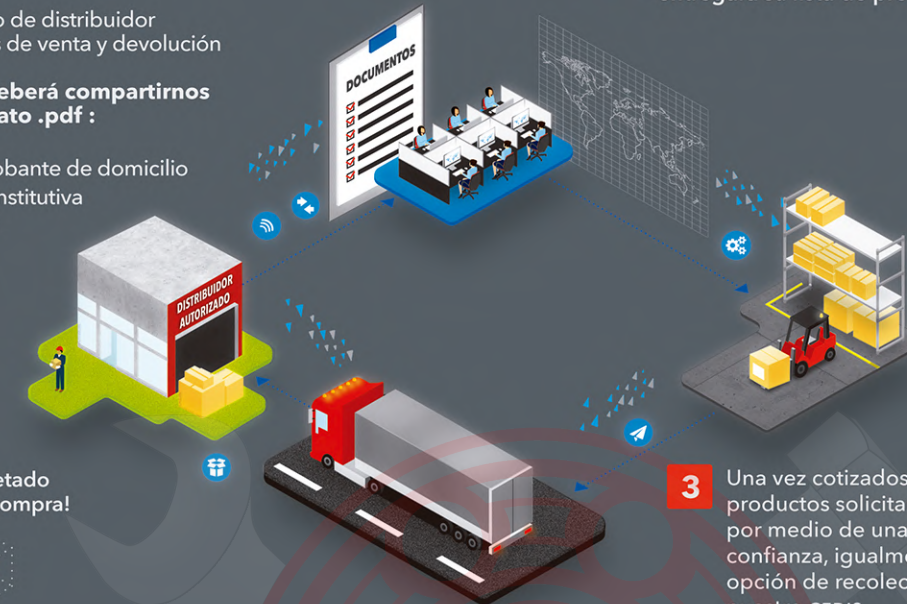 o de distribuidor
s de venta y devolución
eberá compartirnos
ato .pdf :
obante de domicilio
nstitutiva
DOCUMENTOS
DISTRIBUIDOR
AUTORIZADO
etado
ompra!
3
Una vez cotizados
productos solicita
por medio de una
confianza, igualme
opción de recolec